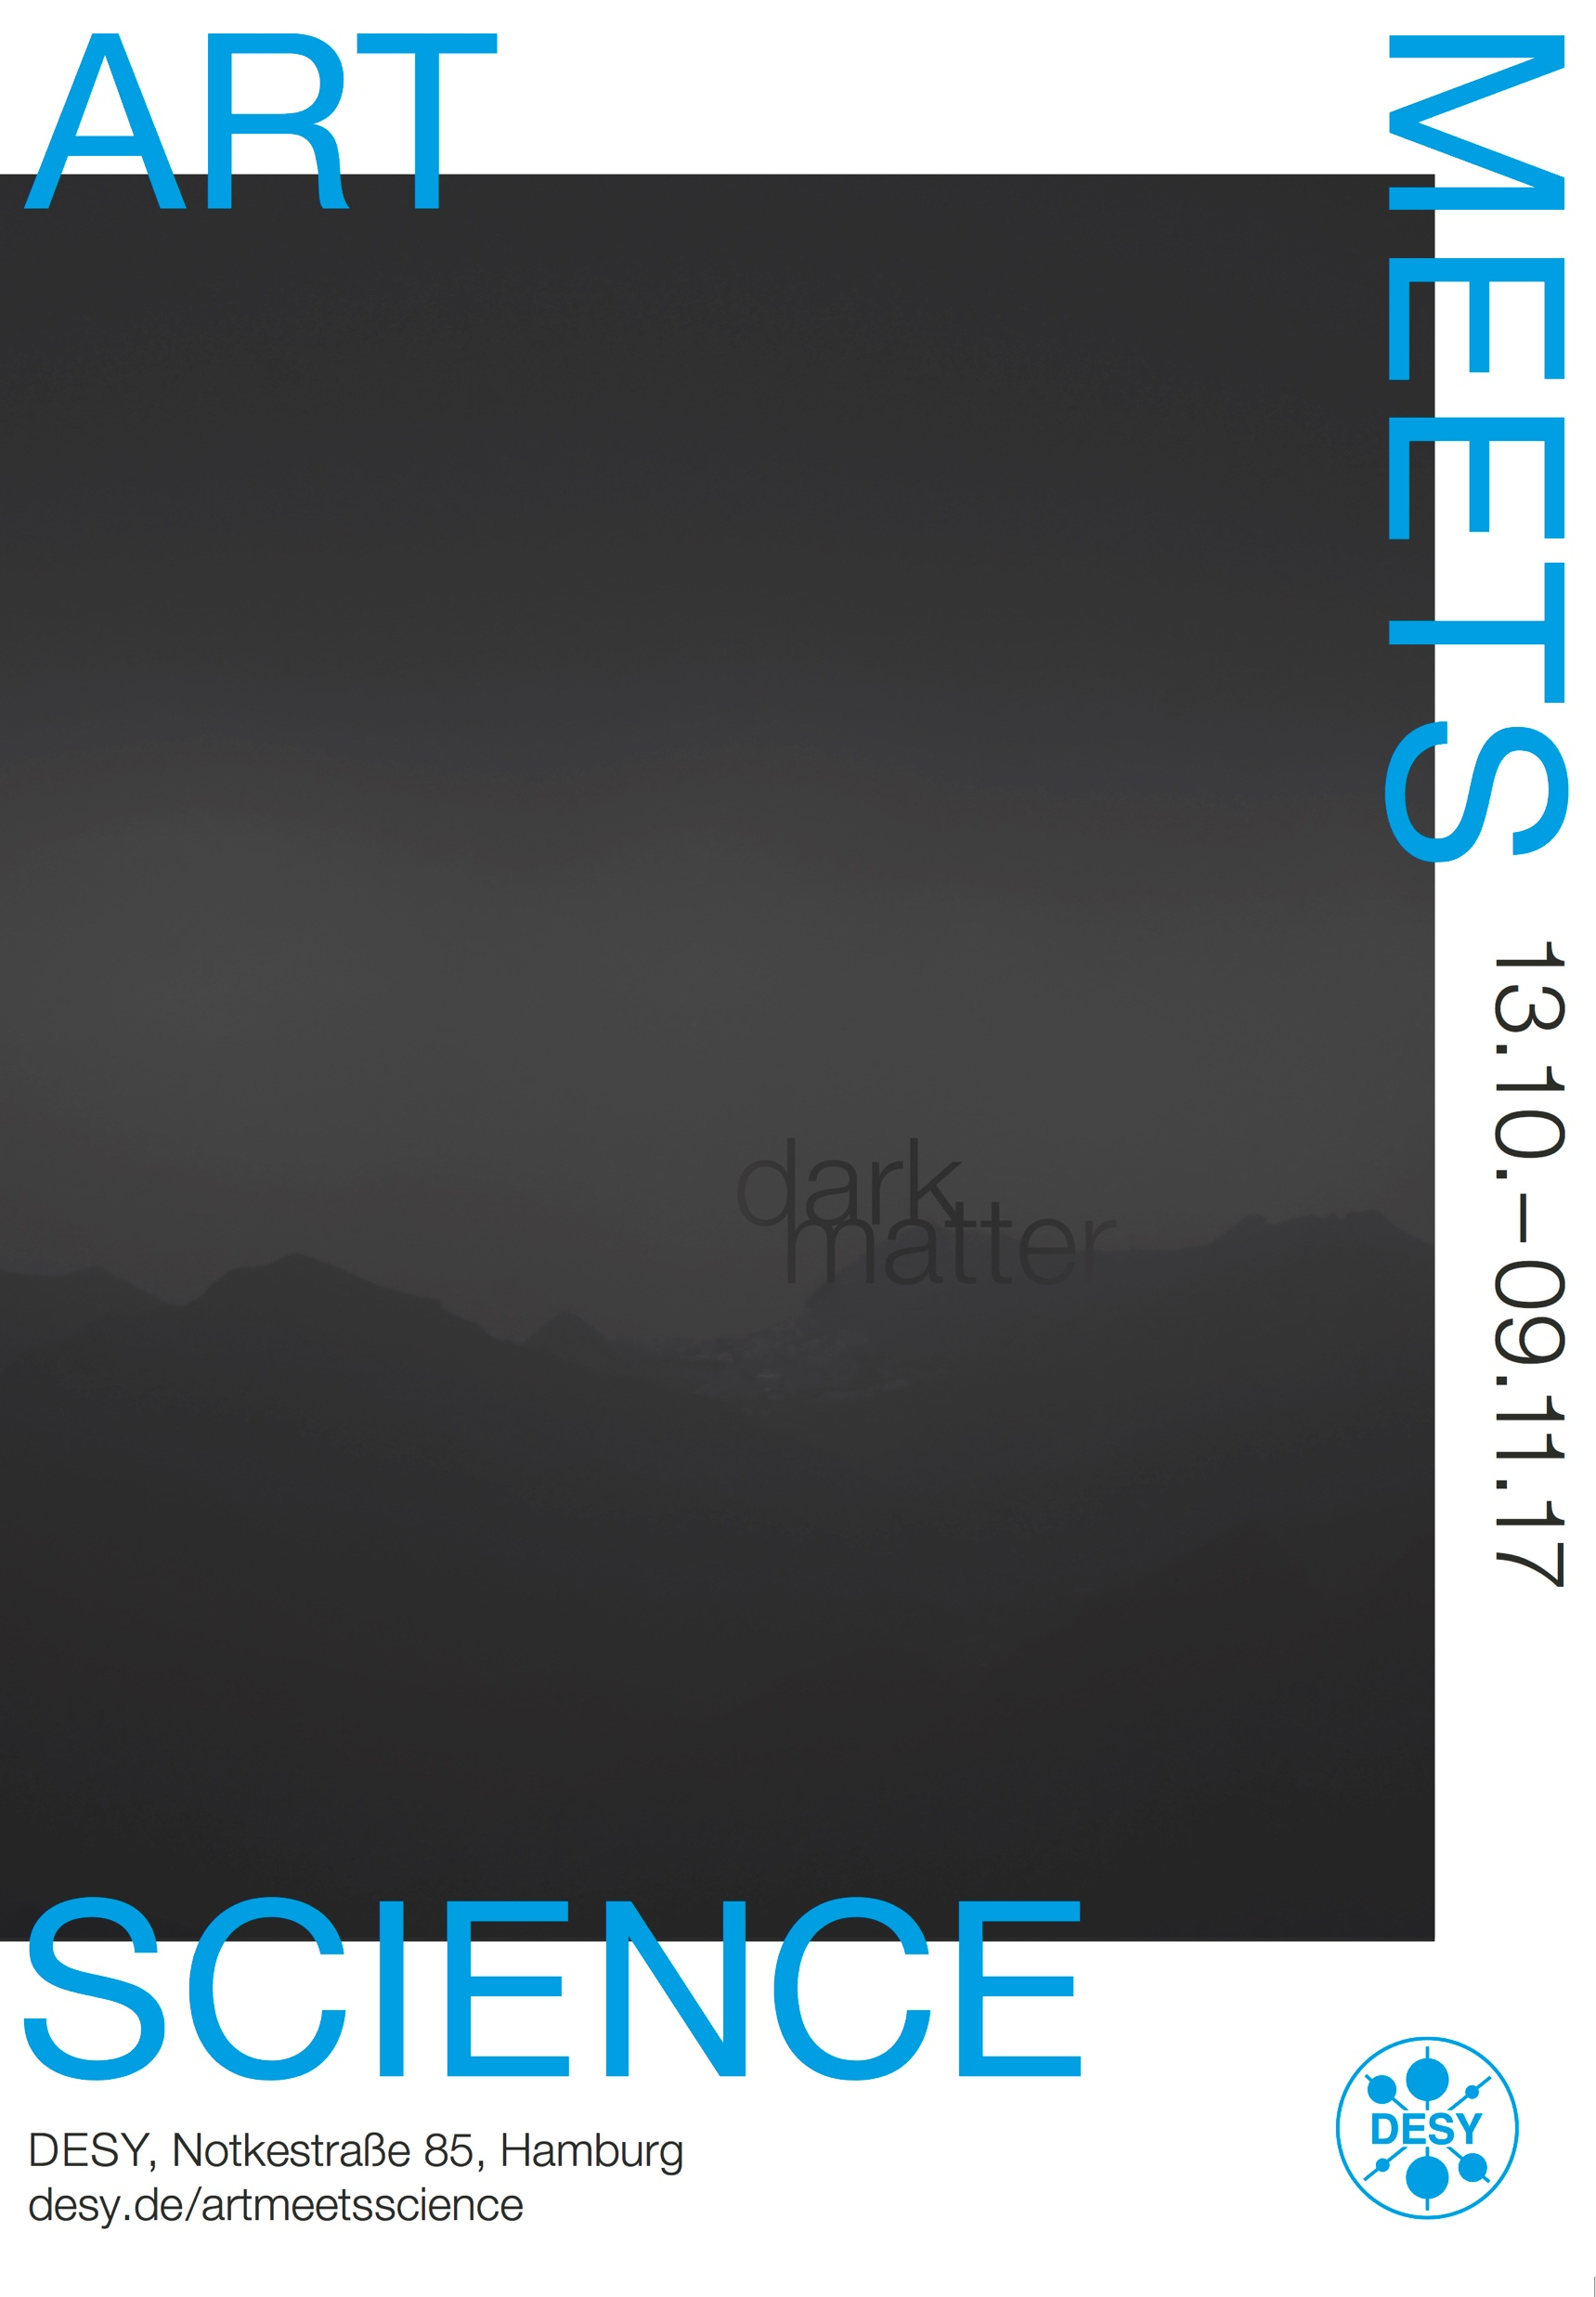 ART
MEETS
13.10.–09.11.17
dark
matter
SCIENCE
DESY, Notkestraße 85, Hamburg
desy.de/artmeetsscience
DESY